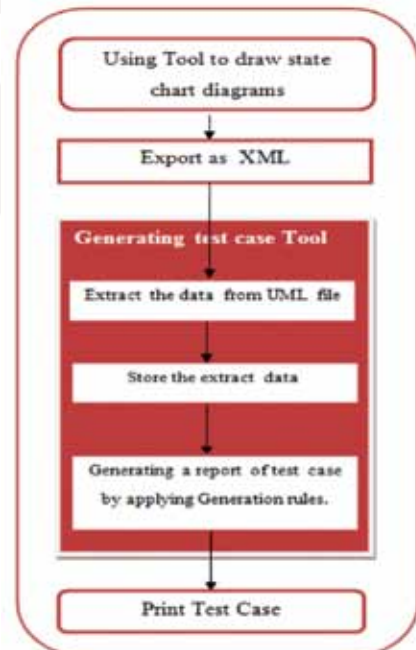 Using Tool to draw state
chart diagrams
Export as XML
Generating test case Tool
Extract the data from UML file
Store the extract data
Generating a report of test case
by applying Generation rules.
Print Test Case